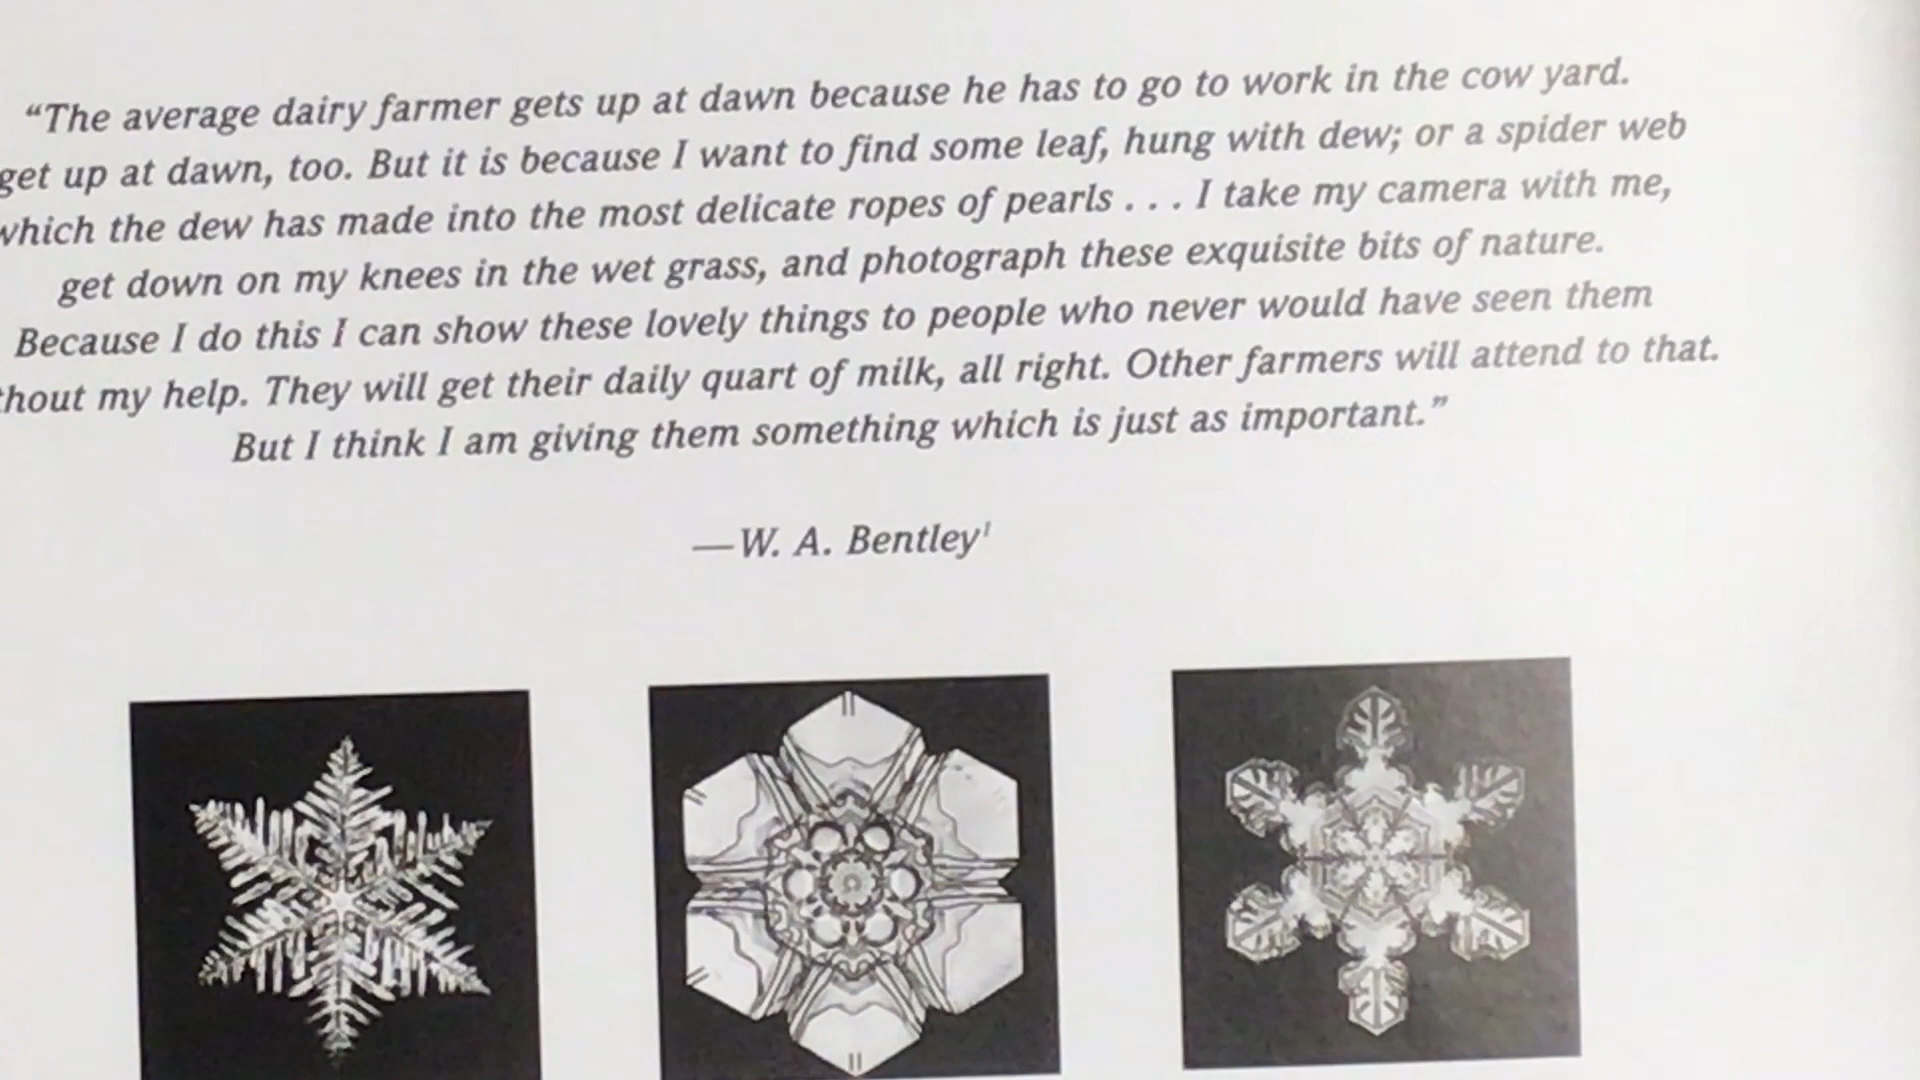 “The average dairy farmer gets up at dawn because he has to go to work in the cow yard.
get up at dawn, too. But it is because I want to find some leaf, hung with dew; or a spider web
which the dew has made into the most delicate ropes of pearls . . . I take my camera with me,
get down on my knees in the wet grass, and photograph these exquisite bits of nature.
Because I do this I can show these lovely things to people who never would have seen them
thout my help. They will get their daily quart of milk, all right. Other farmers will attend to that.
But I think I am giving them something which is just as important.”
—W. A. Bentley¹